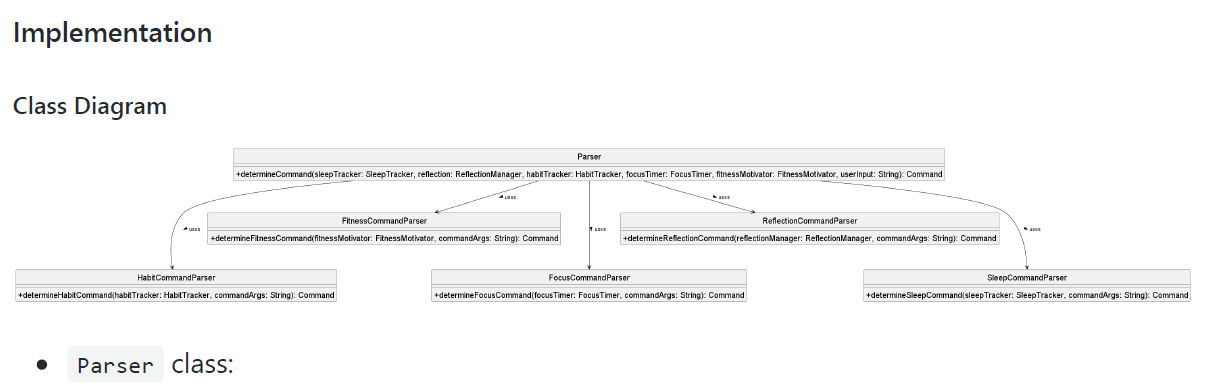 Implementation
Class Diagram
Parser
+determineCommand(sleepTracker: SleepTracker, reflection: ReflectionManager, habitTracker: HabitTracker, focusTimer: FocusTimer, fitnessMotivator: FitnessMotivator, userInput: String): Command
uses
uses
uses
uses
uses
FitnessCommandParser
+determineFitnessCommand(fitnessMotivator: FitnessMotivator, commandArgs: String): Command
ReflectionCommandParser
+determineReflectionCommand(reflectionManager: ReflectionManager, commandArgs: String): Command
HabitCommandParser
+determineHabitCommand(habitTracker: HabitTracker, commandArgs: String): Command
FocusCommandParser
+determineFocusCommand(focusTimer: FocusTimer, commandArgs: String): Command
SleepCommandParser
+determineSleepCommand(sleepTracker: SleepTracker, commandArgs: String): Command
• Parser class: